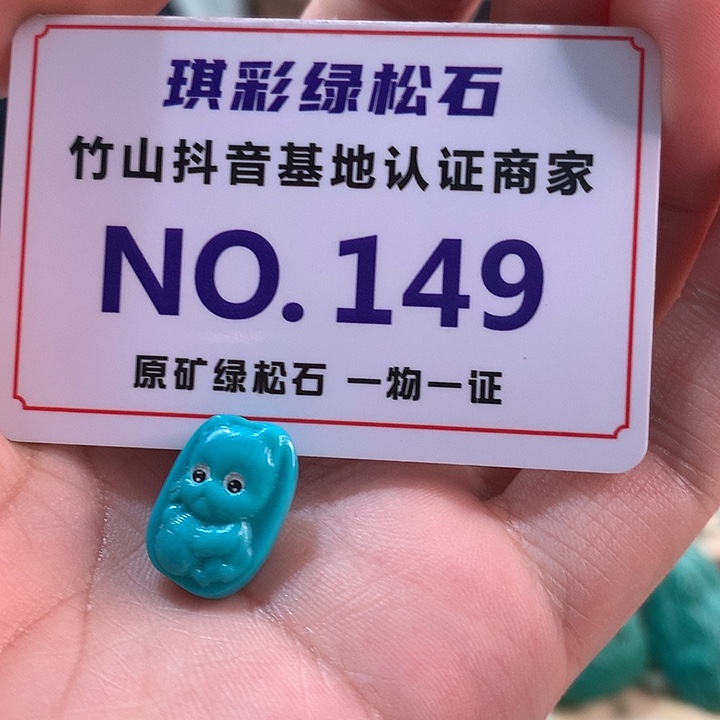 琪彩绿松石
竹山抖音基地认证商家
NO.149
原矿绿松石 一物一证